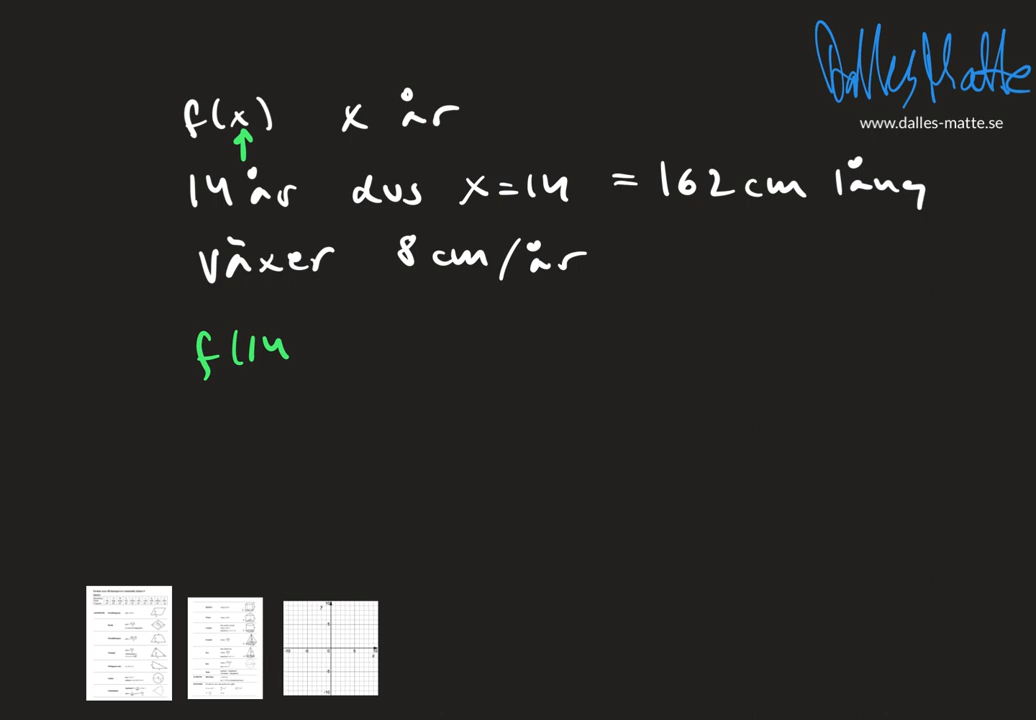 Dalles Matte
www.dalles-matte.se
f(x) x år
14 år dvs x=14 = 162 cm lång
växer 8 cm/år
f(14